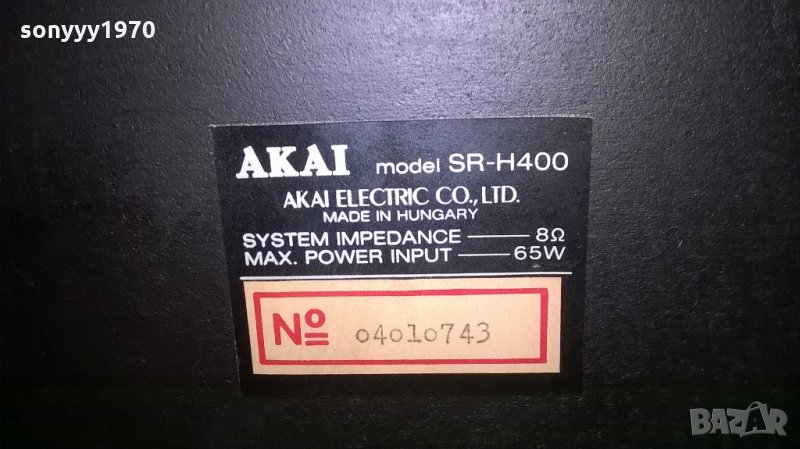 sonyyy1970
AKAI model SR-H400
AKAI ELECTRIC CO., LTD.
MADE IN HUNGARY
SYSTEM IMPEDANCE — 8Ω
MAX. POWER INPUT — 65W
Nº 04010743
BAZAR